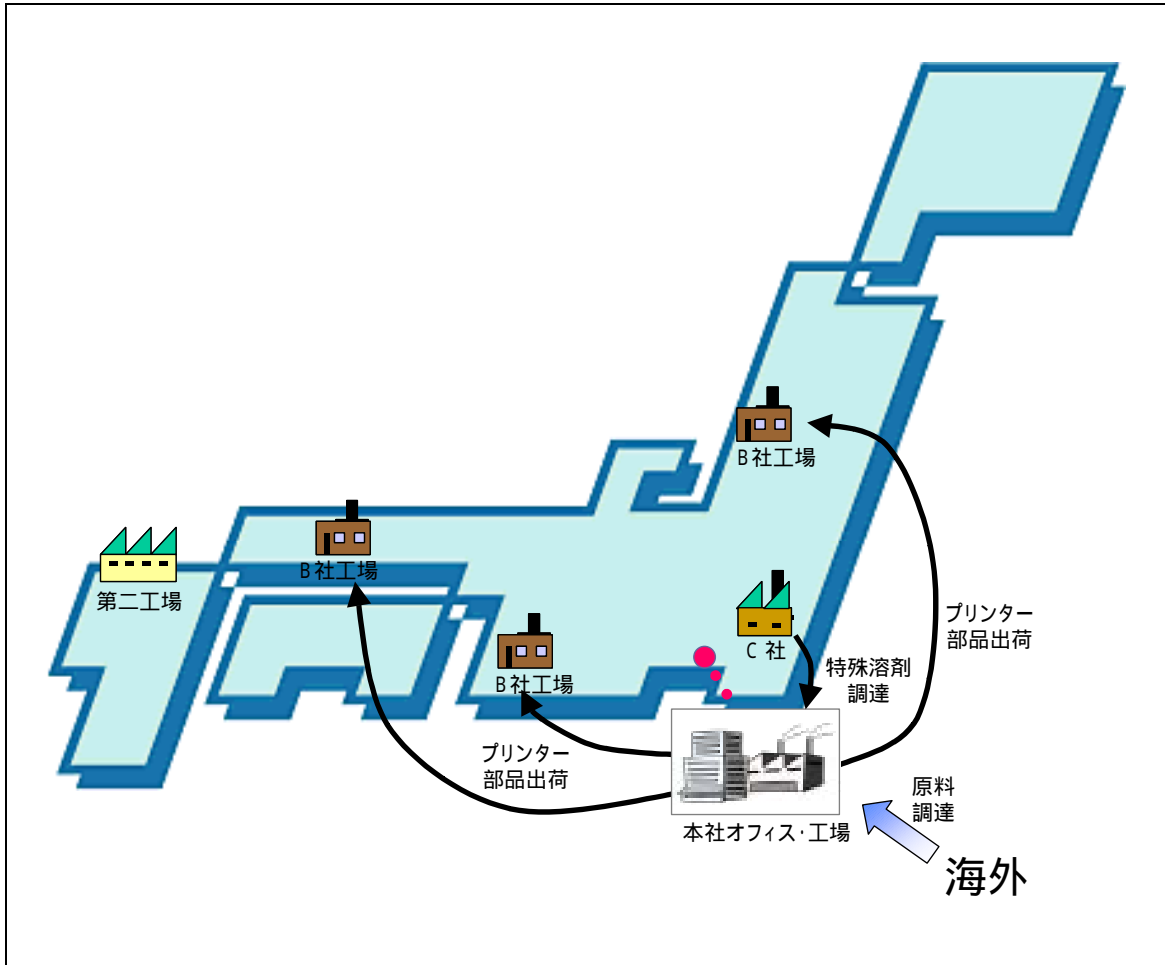 B社工場
B社工場
第二工場
B社工場
C社
プリンター
部品出荷
特殊溶剤
調達
プリンター
部品出荷
原料
調達
本社オフィス・工場
海外